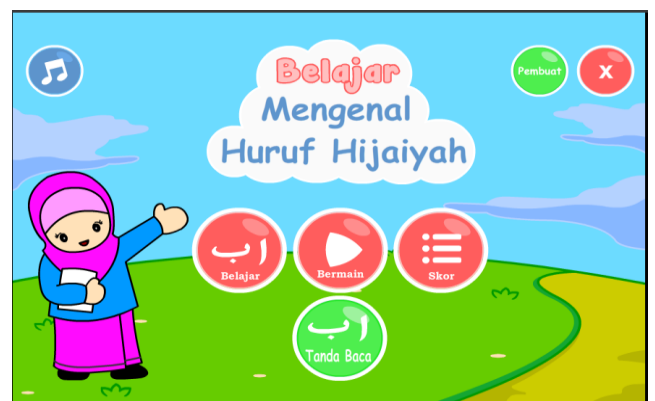 Belajar
Mengenal
Huruf Hijaiyah
Pembuat
X
ا ب
Belajar
Bermain
Skor
ا ب
Tanda Baca